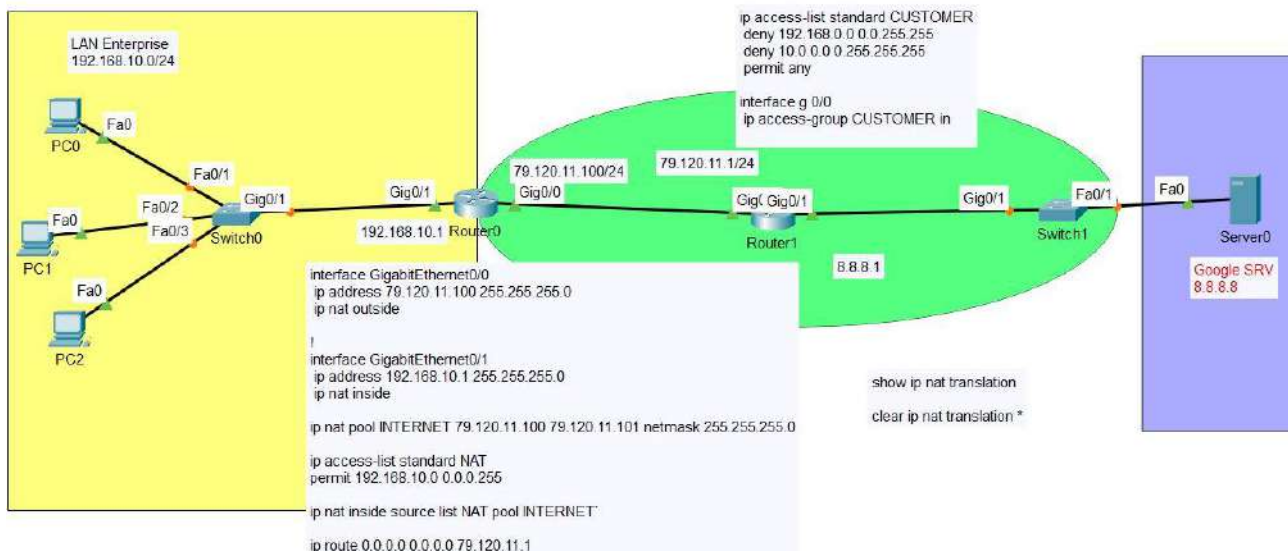 ip access-list standard CUSTOMER
deny 192.168.0.0 0.0.255.255
deny 10.0.0.0 0.255.255.255
permit any
interface g 0/0
ip access-group CUSTOMER in
LAN Enterprise
192.168.10.0/24
Fa0
PC0
Fa0/1
Fa0
Fa0/2
Fa0/3
Gig0/1
Switch0
PC1
Fa0
PC2
Gig0/1
192.168.10.1
Router0
79.120.11.100/24
Gig0/0
79.120.11.1/24
Gig0/1
Router1
8.8.8.1
Gig0/1
Fa0/1
Switch1
Fa0
Server0
Google SRV
8.8.8.8
interface GigabitEthernet0/0
ip address 79.120.11.100 255.255.255.0
ip nat outside
!
interface GigabitEthernet0/1
ip address 192.168.10.1 255.255.255.0
ip nat inside
ip nat pool INTERNET 79.120.11.100 79.120.11.101 netmask 255.255.255.0
ip access-list standard NAT
permit 192.168.10.0 0.0.0.255
ip nat inside source list NAT pool INTERNET`
ip route 0.0.0.0 0.0.0.0 79.120.11.1
show ip nat translation
clear ip nat translation *